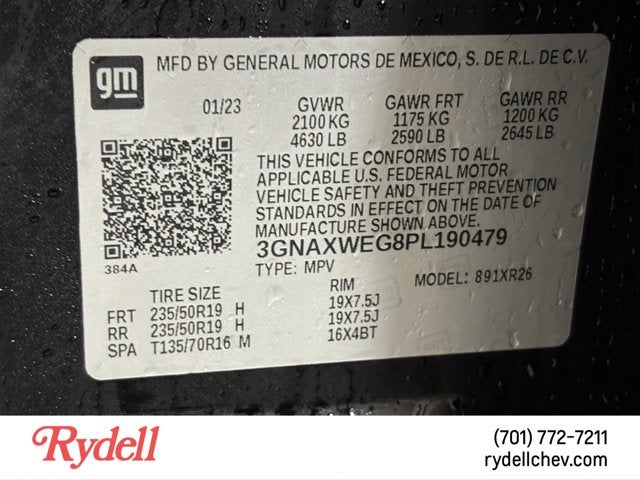 gm
MFD BY GENERAL MOTORS DE MEXICO, S. DE R.L. DE C.V.
01/23 GVWR GAWR FRT GAWR RR
2100 KG 1175 KG 1200 KG
4630 LB 2590 LB 2645 LB
THIS VEHICLE CONFORMS TO ALL
APPLICABLE U.S. FEDERAL MOTOR
VEHICLE SAFETY AND THEFT PREVENTION
STANDARDS IN EFFECT ON THE DATE OF
MANUFACTURE SHOWN ABOVE.
3GNAXWEG8PL190479
384A
TYPE: MPV MODEL: 891XR26
TIRE SIZE RIM
FRT 235/50R19 H 19X7.5J
RR 235/50R19 H 19X7.5J
SPA T135/70R16 M 16X4BT
Rydell
(701) 772-7211
rydellchev.com